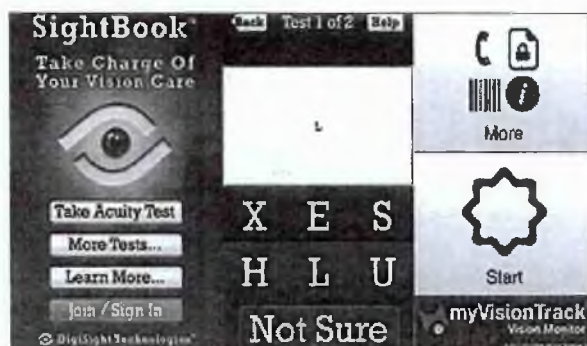 SightBook
Take Charge Of
Your Vision Care
Take Acuity Test
More Tests...
Learn More...
Join / Sign In
DigiSight Technologies
Back Test 1 of 2 Help
L
X E S
H L U
Not Sure
i
More
Start
myVisionTrack
Vision Monitor